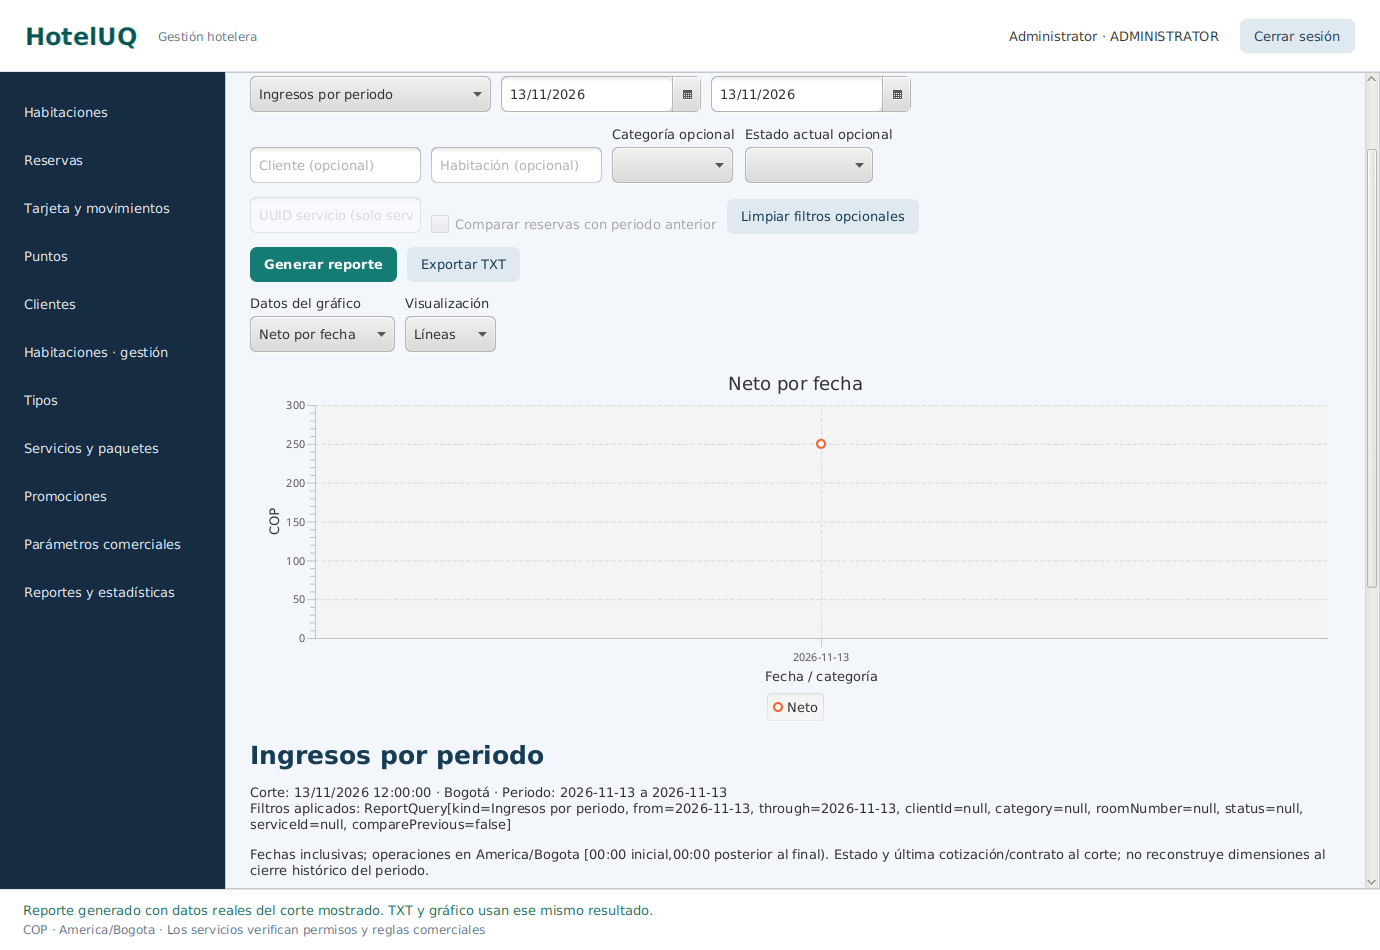 HotelUQ
Gestión hotelera
Administrator · ADMINISTRATOR
Cerrar sesión
Habitaciones
Reservas
Tarjeta y movimientos
Puntos
Clientes
Habitaciones · gestión
Tipos
Servicios y paquetes
Promociones
Parámetros comerciales
Reportes y estadísticas
Ingresos por periodo
13/11/2026
13/11/2026
Categoría opcional
Estado actual opcional
Cliente (opcional)
Habitación (opcional)
UUID servicio (solo serv
Comparar reservas con periodo anterior
Limpiar filtros opcionales
Generar reporte
Exportar TXT
Datos del gráfico
Visualización
Neto por fecha
Líneas
Neto por fecha
300
250
200
150
100
50
0
COP
2026-11-13
Fecha / categoría
Neto
Ingresos por periodo
Corte: 13/11/2026 12:00:00 · Bogotá · Periodo: 2026-11-13 a 2026-11-13
Filtros aplicados: ReportQuery[kind=Ingresos por periodo, from=2026-11-13, through=2026-11-13, clientId=null, category=null, roomNumber=null, status=null,
serviceId=null, comparePrevious=false]
Fechas inclusivas; operaciones en America/Bogota [00:00 inicial,00:00 posterior al final). Estado y última cotización/contrato al corte; no reconstruye dimensiones al
cierre histórico del periodo.
Reporte generado con datos reales del corte mostrado. TXT y gráfico usan ese mismo resultado.
COP · America/Bogota · Los servicios verifican permisos y reglas comerciales